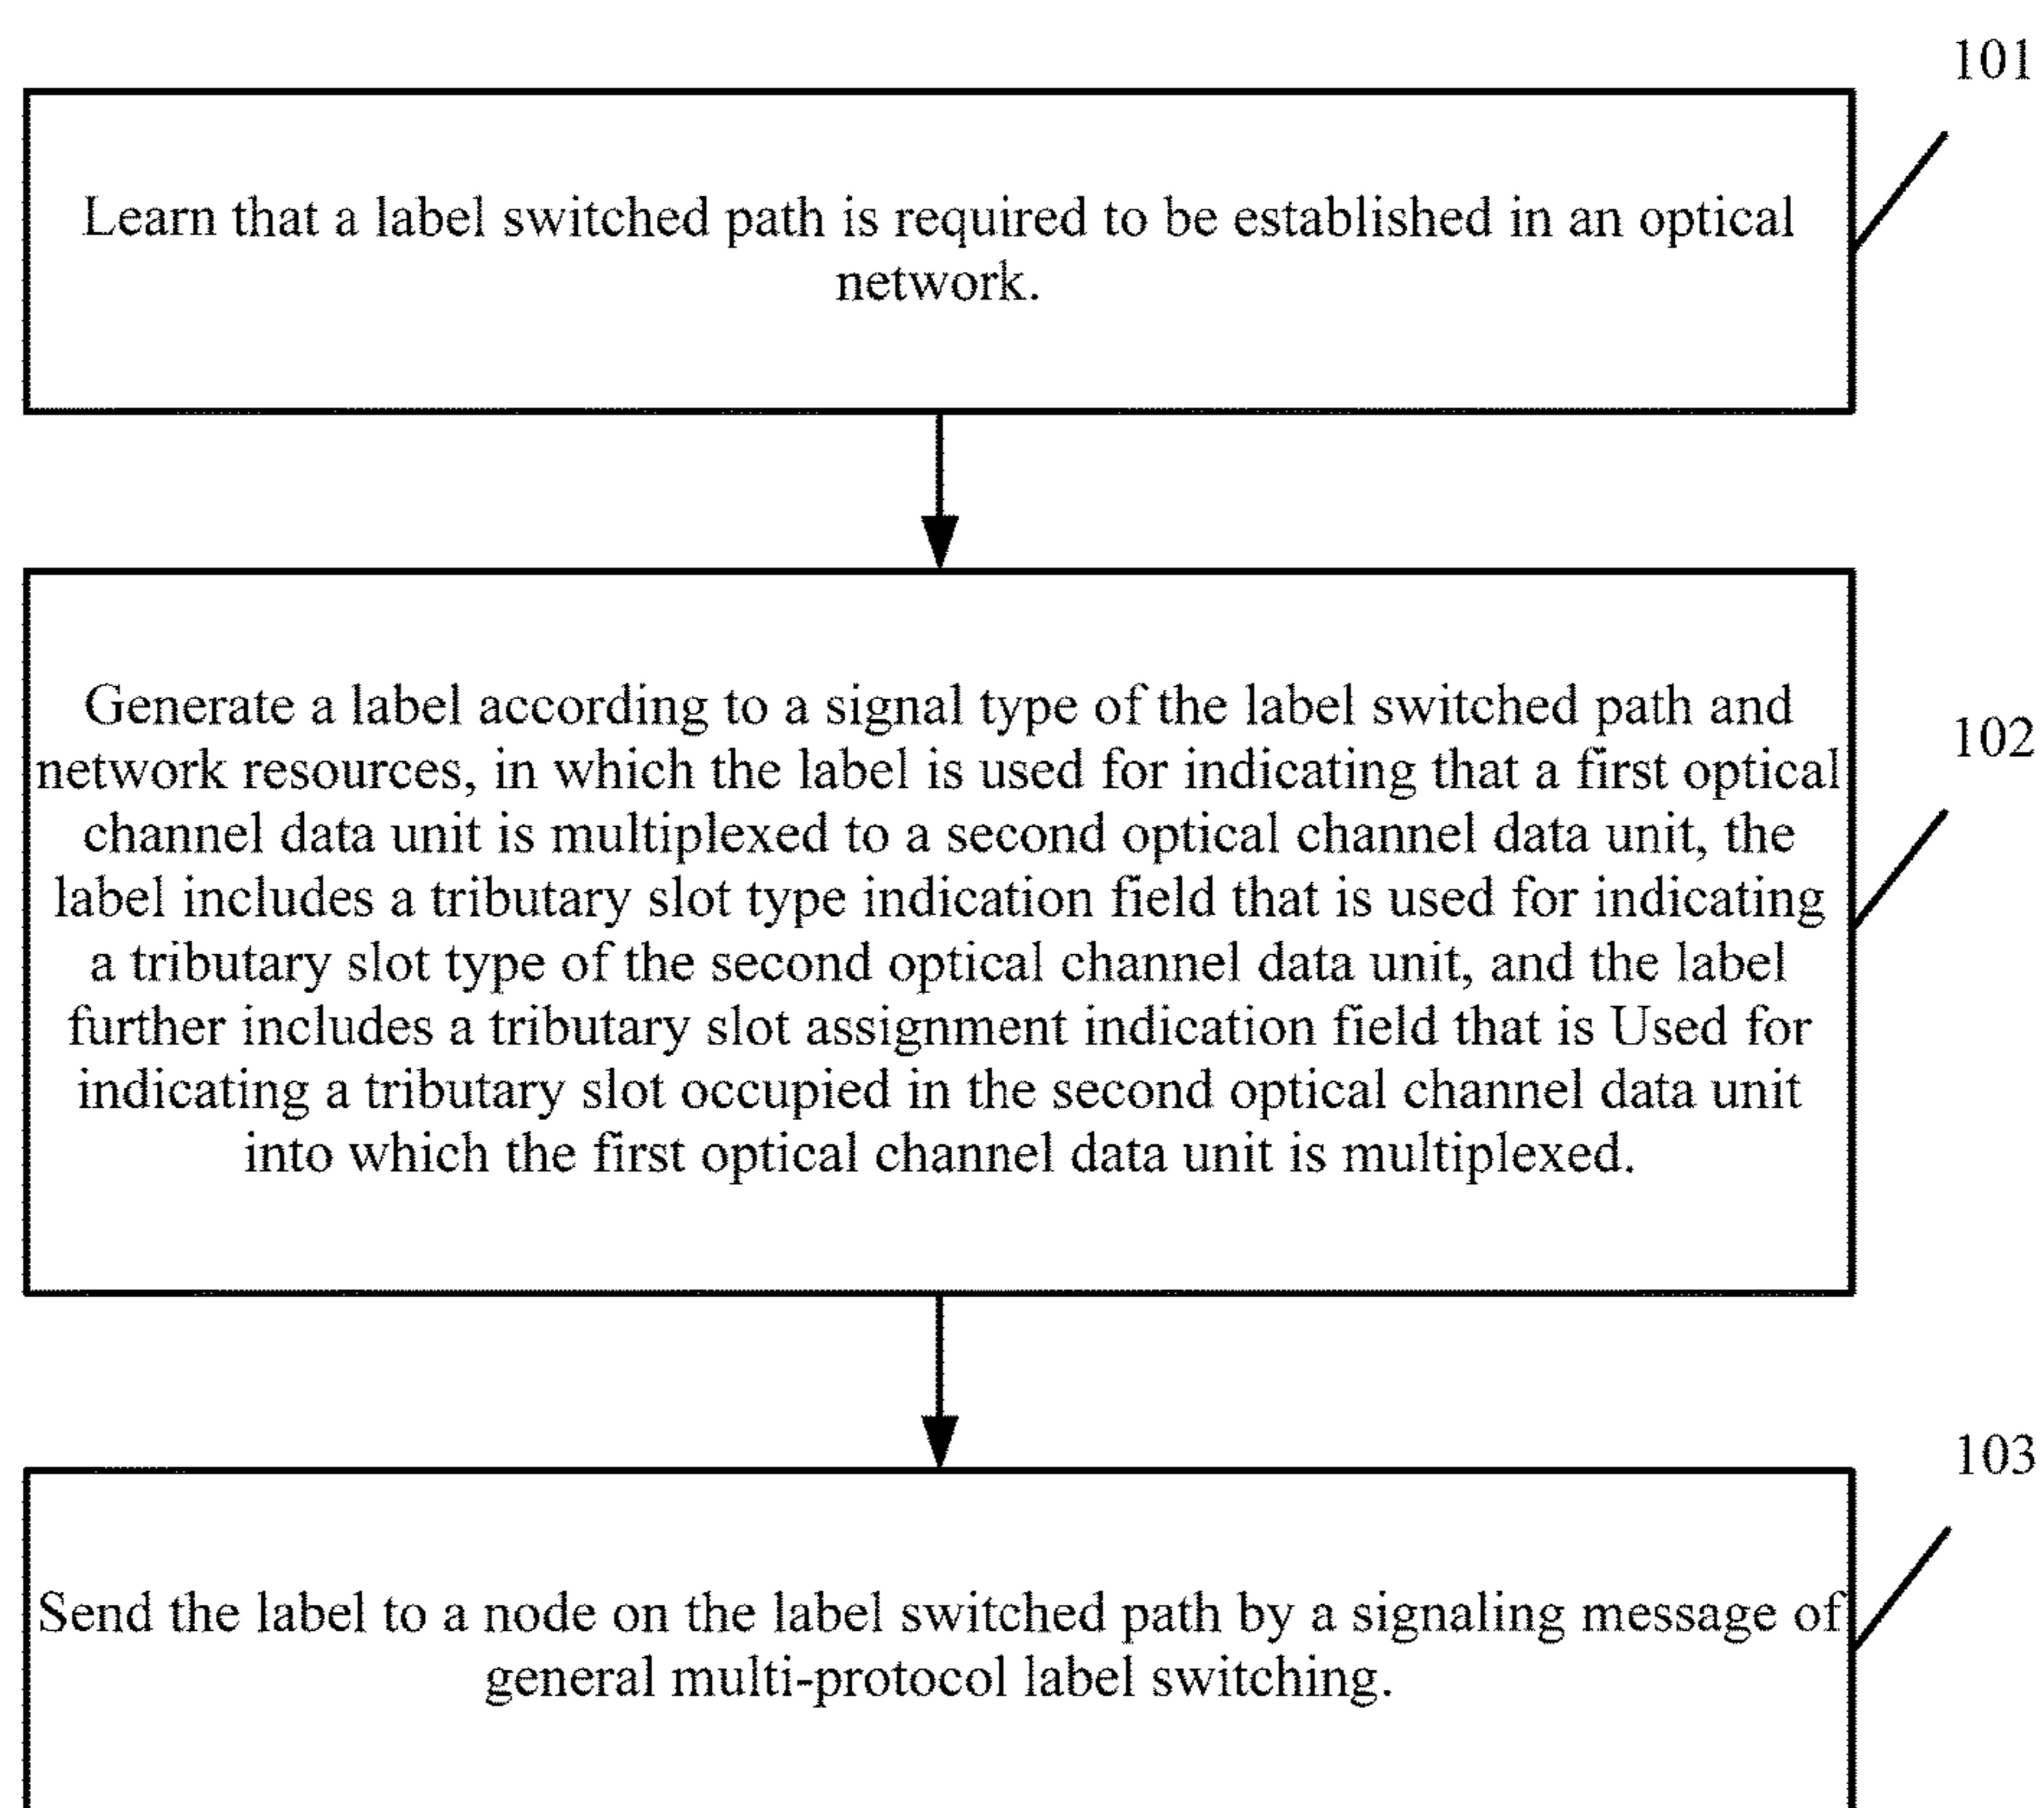 101
Learn that a label switched path is required to be established in an optical
network.
Generate a label according to a signal type of the label switched path and
network resources, in which the label is used for indicating that a first optical
channel data unit is multiplexed to a second optical channel data unit, the
label includes a tributary slot type indication field that is used for indicating
a tributary slot type of the second optical channel data unit, and the label
further includes a tributary slot assignment indication field that is Used for
indicating a tributary slot occupied in the second optical channel data unit
into which the first optical channel data unit is multiplexed.
102
103
Send the label to a node on the label switched path by a signaling message of
general multi-protocol label switching.